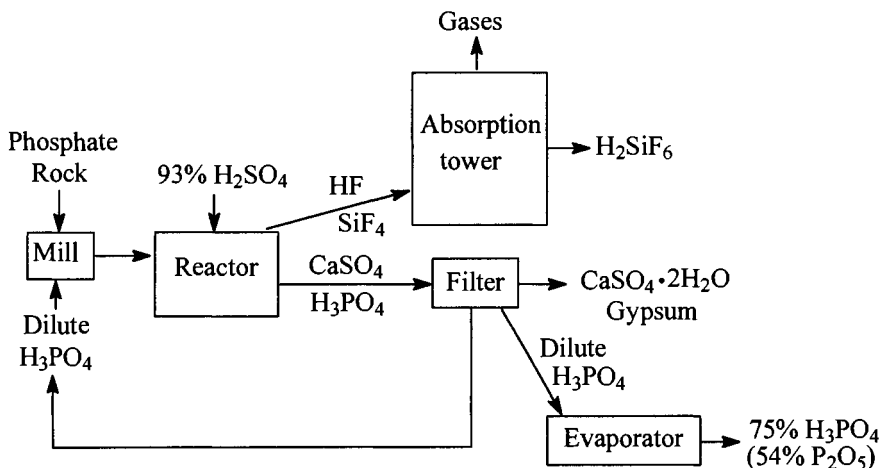 Gases
Absorption
tower
H₂SiF₆
Phosphate
Rock
93% H₂SO₄
HF
SiF₄
Mill
Reactor
CaSO₄
H₃PO₄
Filter
CaSO₄•2H₂O
Gypsum
Dilute
H₃PO₄
Dilute
H₃PO₄
Evaporator
75% H₃PO₄
(54% P₂O₅)